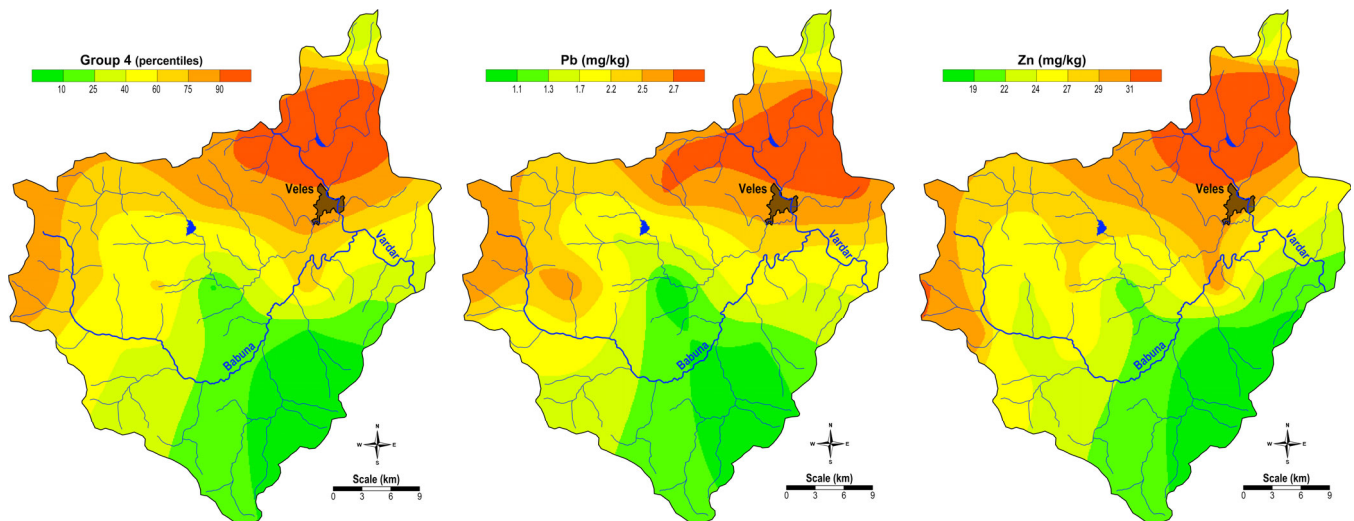 Group 4 (percentiles)
10 25 40 60 75 90
Veles
Vardar
Babuna
N
W E
S
Scale (km)
0 3 6 9
Pb (mg/kg)
1.1 1.3 1.7 2.2 2.5 2.7
Veles
Vardar
Babuna
N
W E
S
Scale (km)
0 3 6 9
Zn (mg/kg)
19 22 24 27 29 31
Veles
Vardar
Babuna
N
W E
S
Scale (km)
0 3 6 9